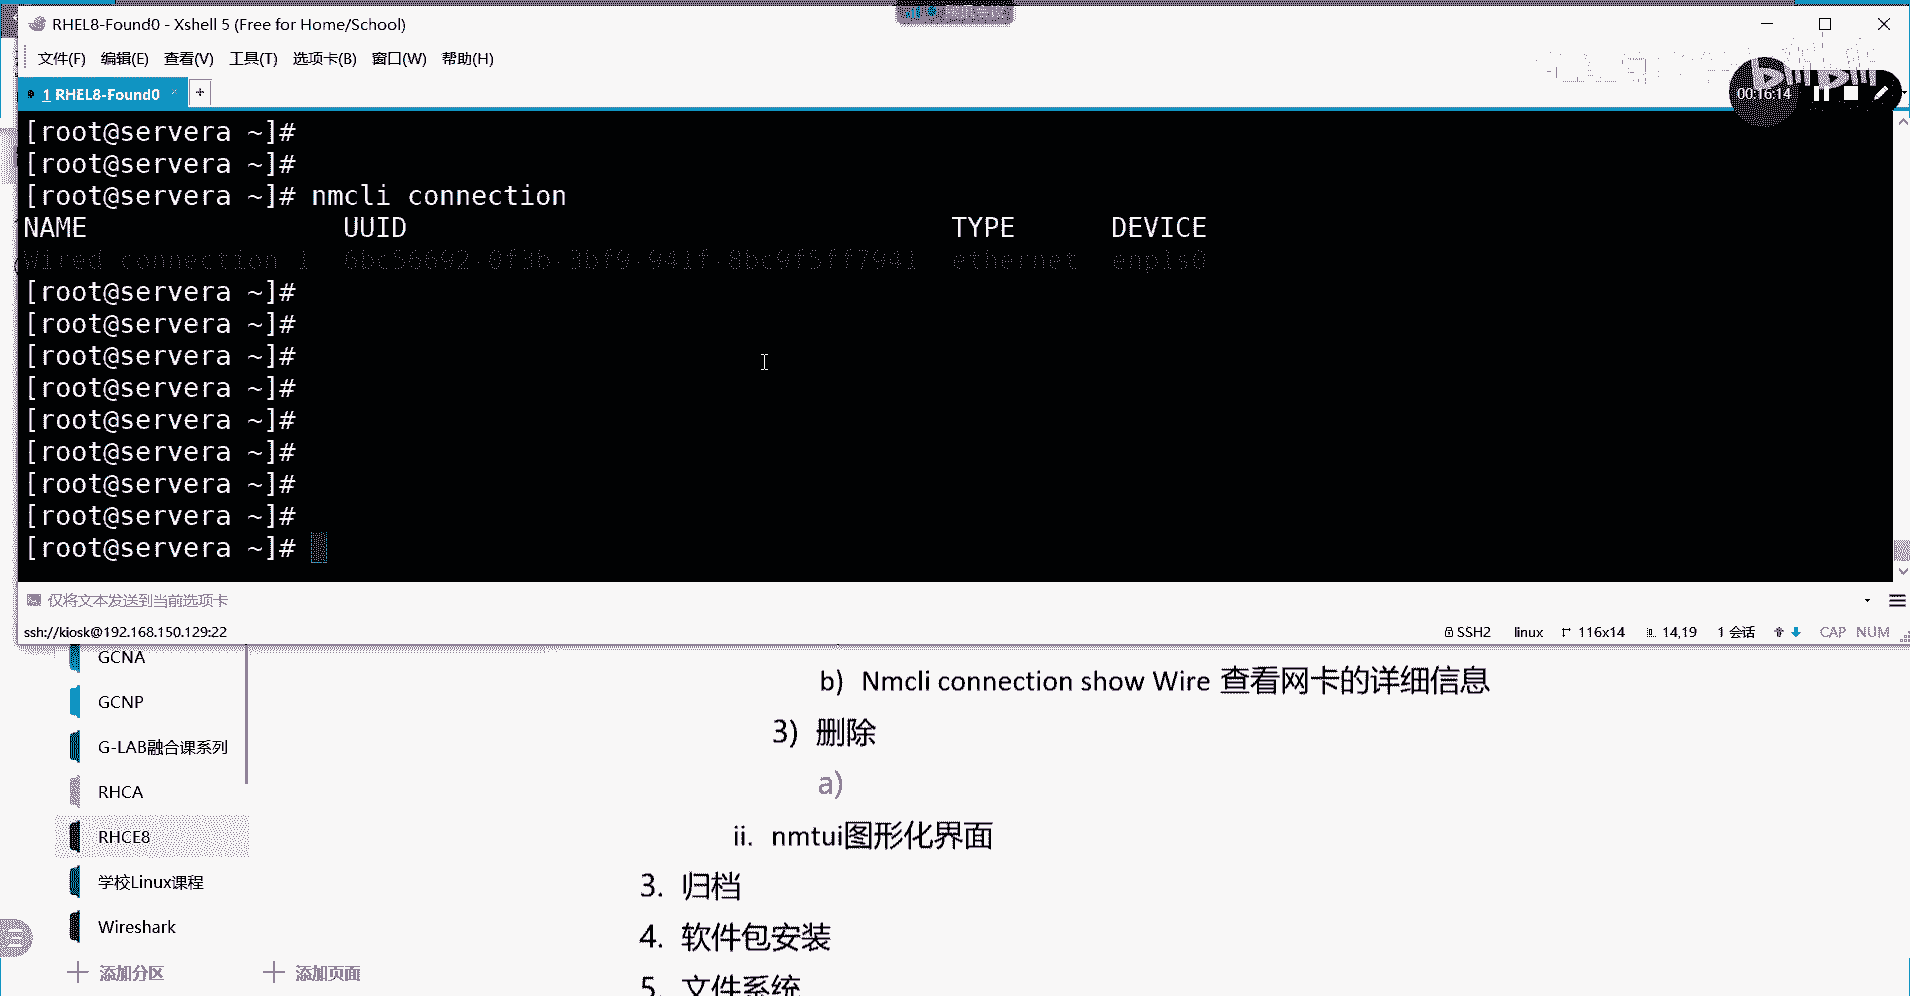 RHEL8-Found0 - Xshell 5 (Free for Home/School)
文件(F) 编辑(E) 查看(V) 工具(T) 选项卡(B) 窗口(W) 帮助(H)
1 RHEL8-Found0 +
bilibili
00:16:14
[root@servera ~]#
[root@servera ~]#
[root@servera ~]# nmcli connection
NAME UUID TYPE DEVICE
Wired connection 1 6bc56692-0f3b-3bf9-941f-8bc9f5ff7941 ethernet enp1s0
[root@servera ~]#
[root@servera ~]#
[root@servera ~]#
[root@servera ~]#
[root@servera ~]#
[root@servera ~]#
[root@servera ~]#
[root@servera ~]#
[root@servera ~]#
仅将文本发送到当前选项卡
ssh://kiosk@192.168.150.129:22 SSH2 linux 116x14 14,19 1 会话 CAP NUM
GCNA
GCNP
G-LAB融合课系列
RHCA
RHCE8
学校Linux课程
Wireshark
添加分区 添加页面
b) Nmcli connection show Wire 查看网卡的详细信息
3) 删除
a)
ii. nmtui图形化界面
3. 归档
4. 软件包安装
5. 文件系统